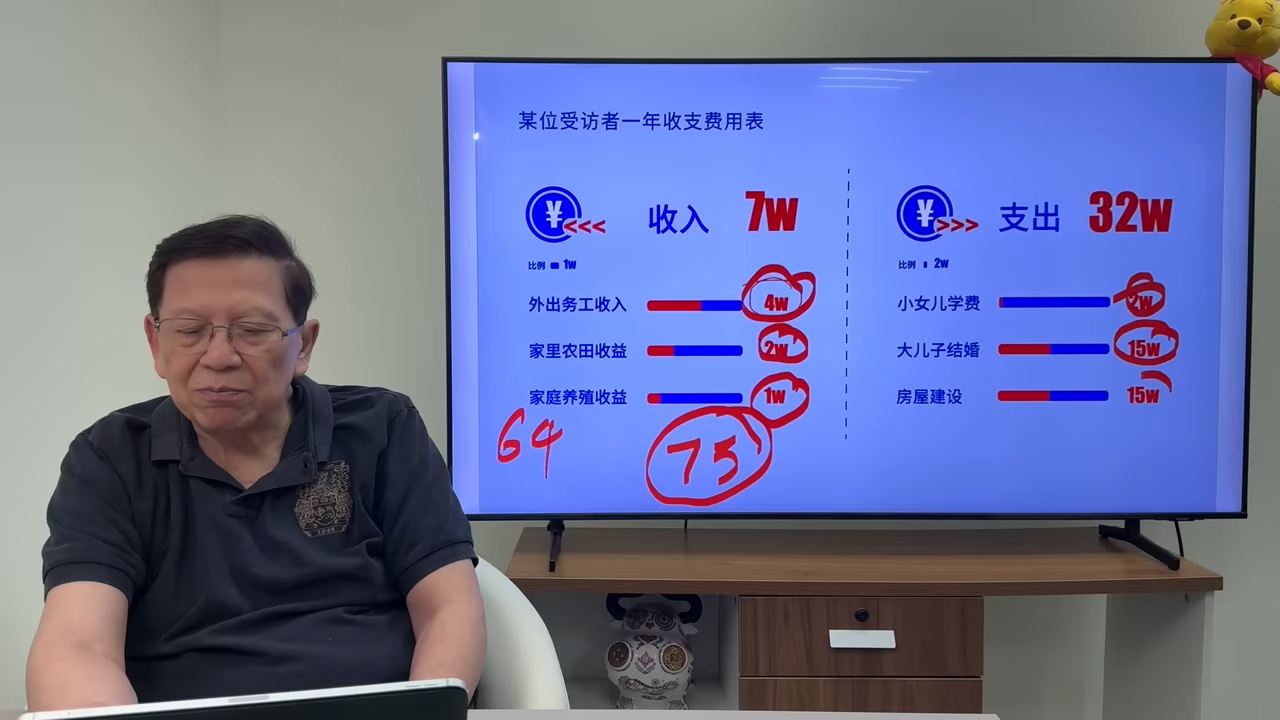 某位受访者一年收支费用表
¥<<< 收入 7w
比例 1w
外出务工收入 4w
家里农田收益 2w
家庭养殖收益 1w
64 75
¥>>> 支出 32w
比例 2w
小女儿学费 2w
大儿子结婚 15w
房屋建设 15w